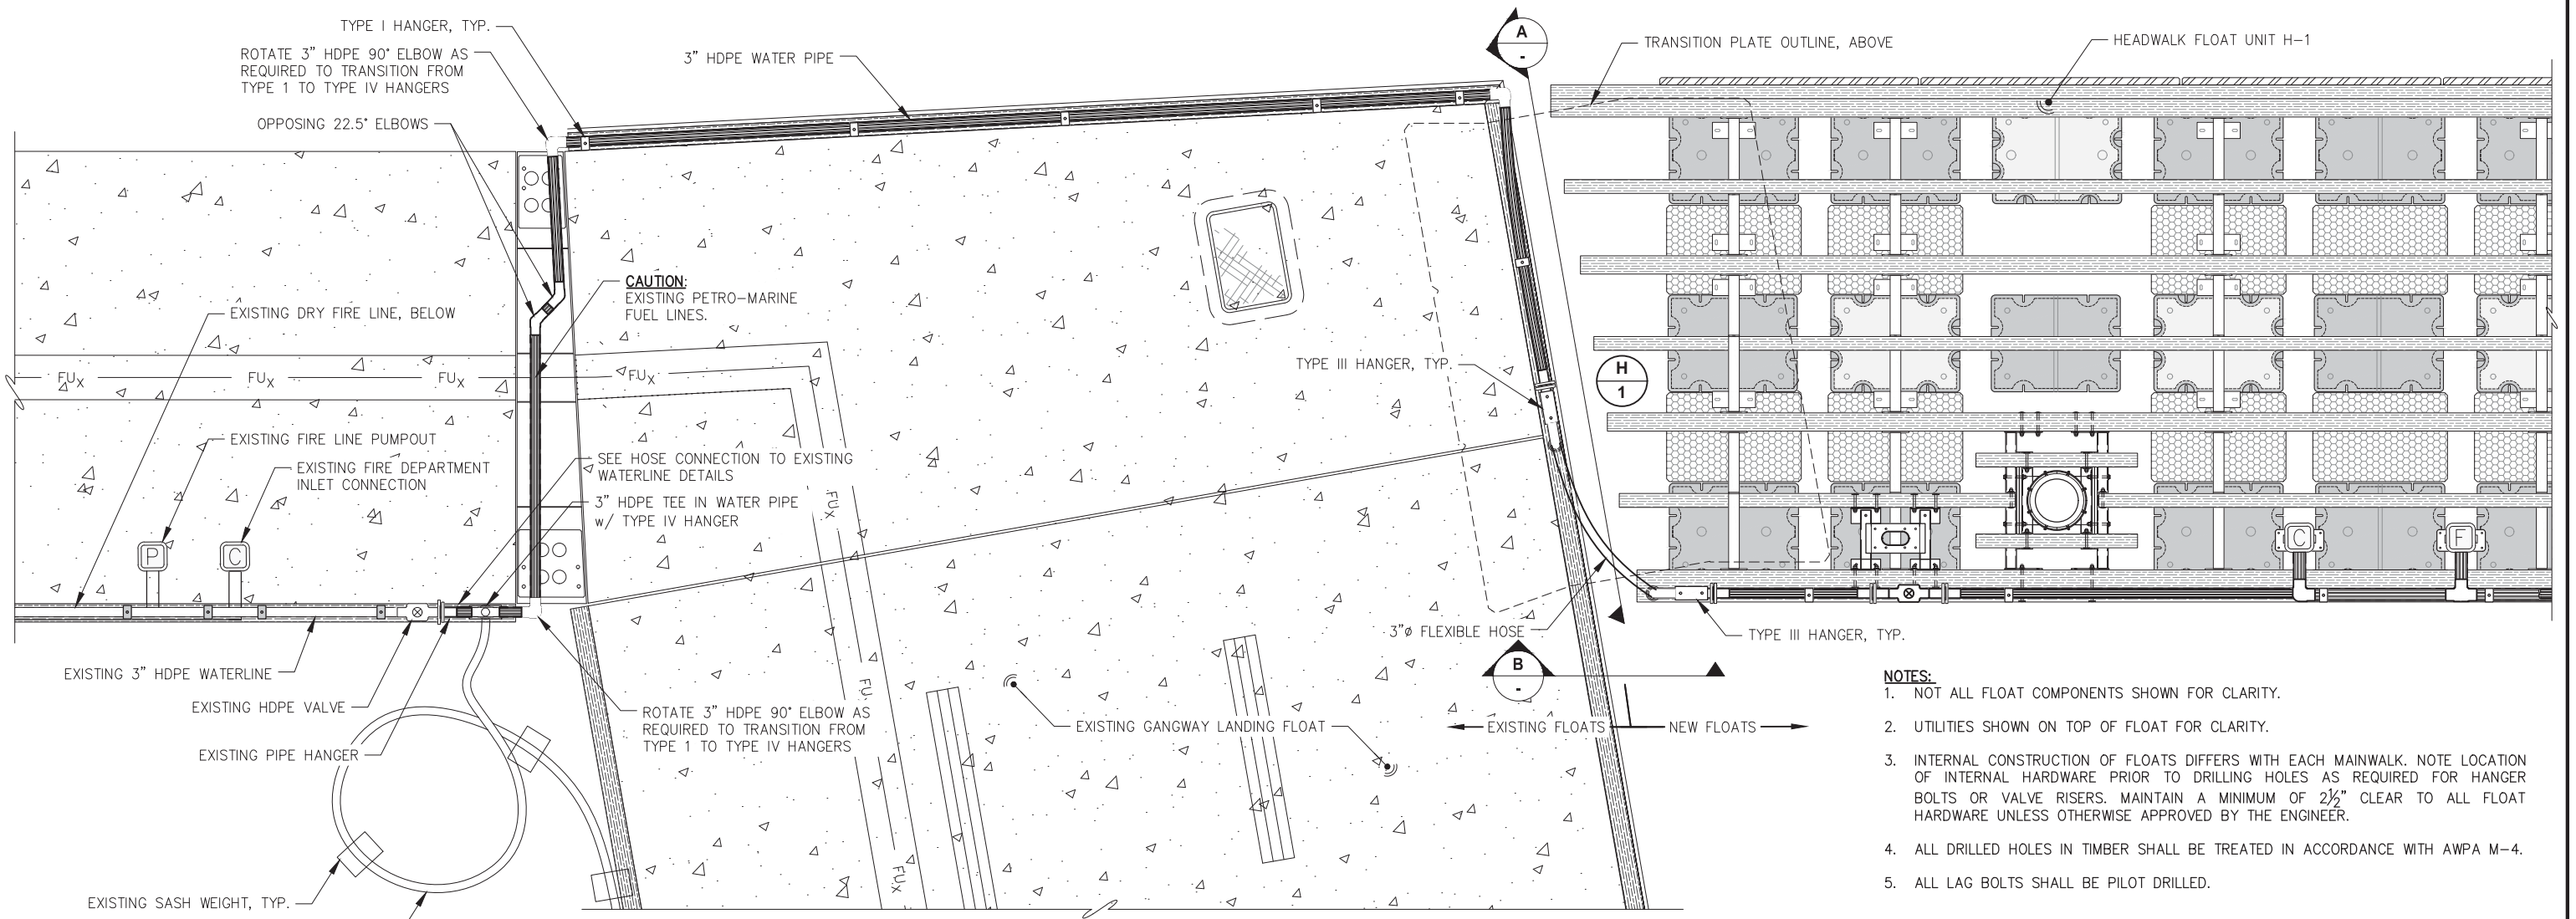 TYPE I HANGER, TYP.
ROTATE 3" HDPE 90° ELBOW AS
REQUIRED TO TRANSITION FROM
TYPE 1 TO TYPE IV HANGERS
OPPOSING 22.5° ELBOWS
3" HDPE WATER PIPE
A
-
TRANSITION PLATE OUTLINE, ABOVE
HEADWALK FLOAT UNIT H-1
CAUTION:
EXISTING PETRO-MARINE
FUEL LINES.
EXISTING DRY FIRE LINE, BELOW
FUX
FUX
FUX
FUX
TYPE III HANGER, TYP.
H
1
EXISTING FIRE LINE PUMPOUT
EXISTING FIRE DEPARTMENT
INLET CONNECTION
SEE HOSE CONNECTION TO EXISTING
WATERLINE DETAILS
3" HDPE TEE IN WATER PIPE
w/ TYPE IV HANGER
FUX
P
C
C
F
3"ø FLEXIBLE HOSE
TYPE III HANGER, TYP.
B
-
EXISTING 3" HDPE WATERLINE
EXISTING HDPE VALVE
EXISTING PIPE HANGER
FUX
ROTATE 3" HDPE 90° ELBOW AS
REQUIRED TO TRANSITION FROM
TYPE 1 TO TYPE IV HANGERS
EXISTING GANGWAY LANDING FLOAT
EXISTING FLOATS
NEW FLOATS
FUX
EXISTING SASH WEIGHT, TYP.
NOTES:
1. NOT ALL FLOAT COMPONENTS SHOWN FOR CLARITY.
2. UTILITIES SHOWN ON TOP OF FLOAT FOR CLARITY.
3. INTERNAL CONSTRUCTION OF FLOATS DIFFERS WITH EACH MAINWALK. NOTE LOCATION
OF INTERNAL HARDWARE PRIOR TO DRILLING HOLES AS REQUIRED FOR HANGER
BOLTS OR VALVE RISERS. MAINTAIN A MINIMUM OF 2½" CLEAR TO ALL FLOAT
HARDWARE UNLESS OTHERWISE APPROVED BY THE ENGINEER.
4. ALL DRILLED HOLES IN TIMBER SHALL BE TREATED IN ACCORDANCE WITH AWPA M-4.
5. ALL LAG BOLTS SHALL BE PILOT DRILLED.